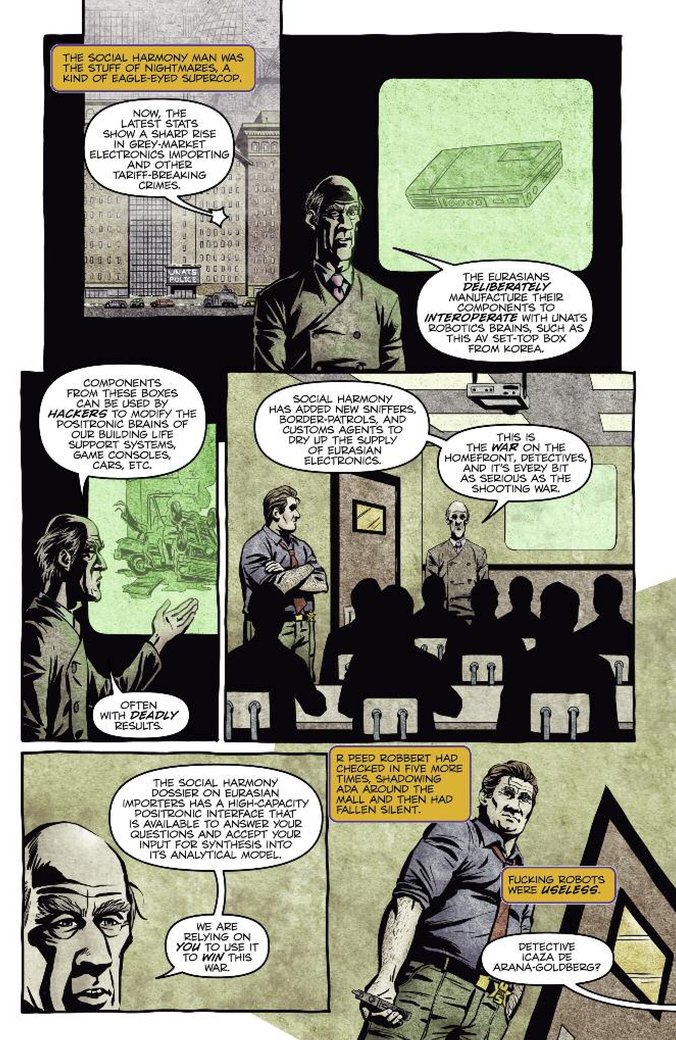 THE SOCIAL HARMONY MAN WAS
THE STUFF OF NIGHTMARES, A
KIND OF EAGLE-EYED SUPERCOP.
NOW, THE
LATEST STATS
SHOW A SHARP RISE
IN GREY-MARKET
ELECTRONICS IMPORTING
AND OTHER
TARIFF-BREAKING
CRIMES.
UNATS
POLICE
THE EURASIANS
DELIBERATELY
MANUFACTURE THEIR
COMPONENTS TO
INTEROPERATE WITH UNATS
ROBOTICS BRAINS, SUCH AS
THIS AV SET-TOP BOX
FROM KOREA.
COMPONENTS
FROM THESE BOXES
CAN BE USED BY
HACKERS TO MODIFY THE
POSITRONIC BRAINS OF
OUR BUILDING LIFE
SUPPORT SYSTEMS,
GAME CONSOLES,
CARS, ETC.
OFTEN
WITH DEADLY
RESULTS.
SOCIAL HARMONY
HAS ADDED NEW SNIFFERS,
BORDER-PATROLS, AND
CUSTOMS AGENTS TO
DRY UP THE SUPPLY
OF EURASIAN
ELECTRONICS.
THIS IS
THE WAR ON THE
HOMEFRONT, DETECTIVES,
AND IT'S EVERY BIT
AS SERIOUS AS THE
SHOOTING WAR.
THE SOCIAL HARMONY
DOSSIER ON EURASIAN
IMPORTERS HAS A HIGH-CAPACITY
POSITRONIC INTERFACE THAT
IS AVAILABLE TO ANSWER YOUR
QUESTIONS AND ACCEPT YOUR
INPUT FOR SYNTHESIS INTO
ITS ANALYTICAL MODEL.
WE ARE
RELYING ON
YOU TO USE IT
TO WIN THIS
WAR.
R PEED ROBBERT HAD
CHECKED IN FIVE MORE
TIMES, SHADOWING
ADA AROUND THE
MALL AND THEN HAD
FALLEN SILENT.
FUCKING ROBOTS
WERE USELESS.
DETECTIVE
ICAZA DE
ARANA-GOLDBERG?